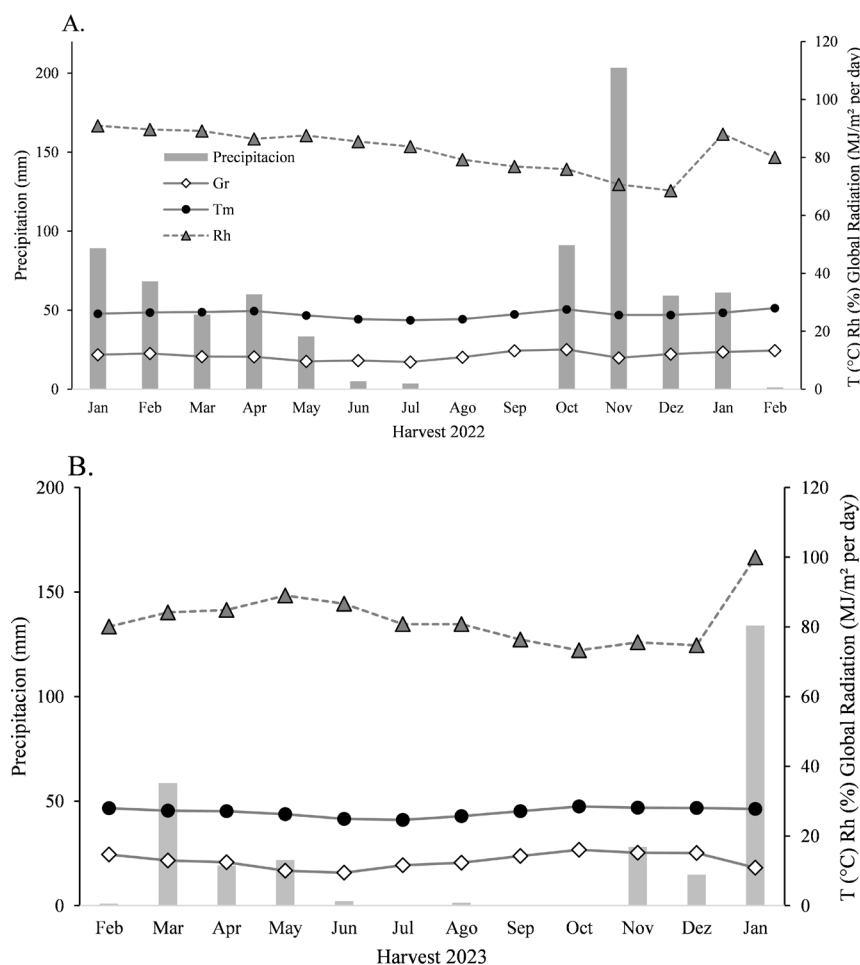 A.
Precipitation (mm)
200
150
100
50
0
Precipitacion
Gr
Tm
Rh
120
100
80
60
40
20
0
T (°C) Rh (%) Global Radiation (MJ/m² per day)
Jan Feb Mar Apr May Jun Jul Ago Sep Oct Nov Dez Jan Feb
Harvest 2022
B.
Precipitacion (mm)
200
150
100
50
0
120
100
80
60
40
20
0
T (°C) Rh (%) Global Radiation (MJ/m² per day)
Feb Mar Apr May Jun Jul Ago Sep Oct Nov Dez Jan
Harvest 2023